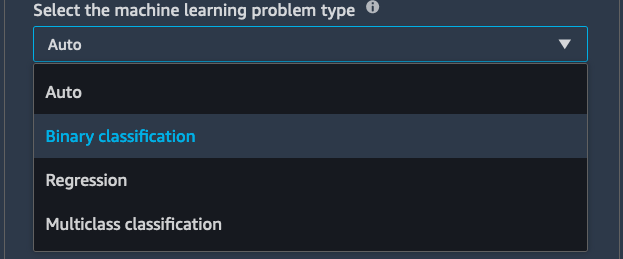 Select the machine learning problem type
Auto
Auto
Binary classification
Regression
Multiclass classification